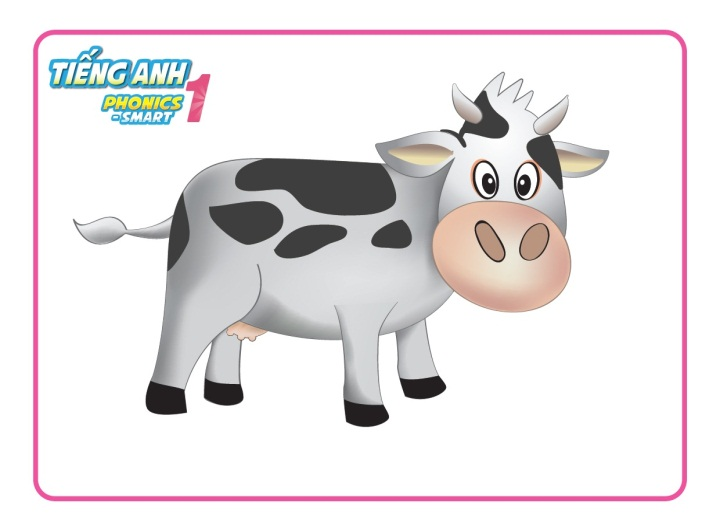 TIẾNG ANH
PHONICS 1
-SMART